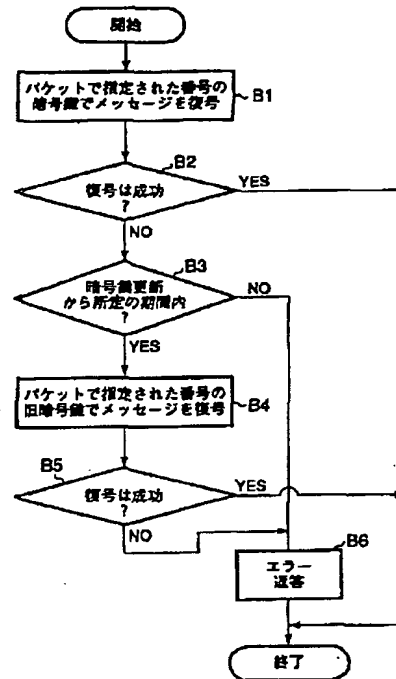 開始
パケットで指定された番号の
暗号鍵でメッセージを復号
B1
B2
復号は成功
?
YES
NO
B3
暗号鍵更新
から所定の期間内
?
NO
YES
パケットで指定された番号の
旧暗号鍵でメッセージを復号
B4
B5
復号は成功
?
YES
NO
B6
エラー
返答
終了